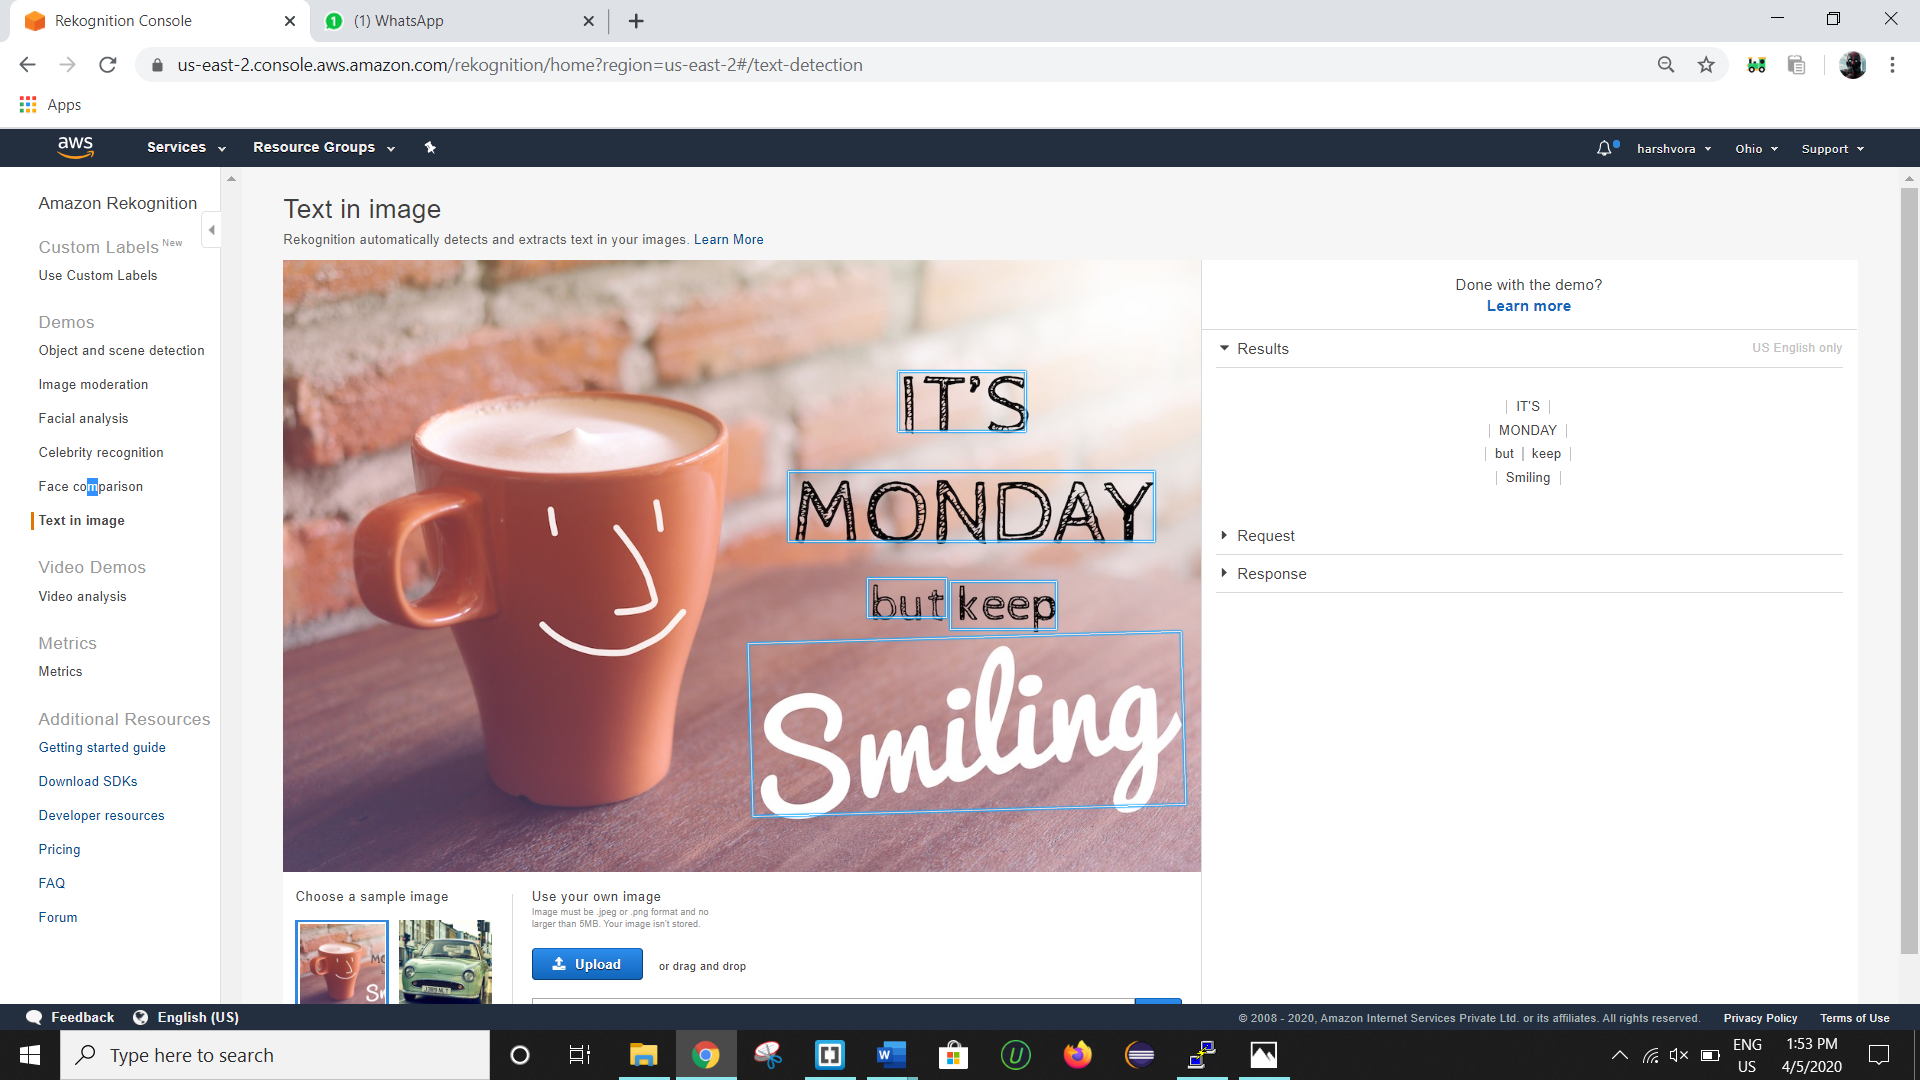 Rekognition Console
(1) WhatsApp
us-east-2.console.aws.amazon.com/rekognition/home?region=us-east-2#/text-detection
Apps
aws Services Resource Groups harshvora Ohio Support
Amazon Rekognition
Custom Labels New
Use Custom Labels
Demos
Object and scene detection
Image moderation
Facial analysis
Celebrity recognition
Face comparison
Text in image
Video Demos
Video analysis
Metrics
Metrics
Additional Resources
Getting started guide
Download SDKs
Developer resources
Pricing
FAQ
Forum
Text in image
Rekognition automatically detects and extracts text in your images. Learn More
IT'S
MONDAY
but keep
Smiling
Choose a sample image
Use your own image
Image must be .jpeg or .png format and no
larger than 5MB. Your image isn't stored.
Upload or drag and drop
Done with the demo?
Learn more
Results US English only
| IT'S |
| MONDAY |
| but | keep |
| Smiling |
Request
Response
Feedback English (US) © 2008 - 2020, Amazon Internet Services Private Ltd. or its affiliates. All rights reserved. Privacy Policy Terms of Use
Type here to search
ENG
US
1:53 PM
4/5/2020